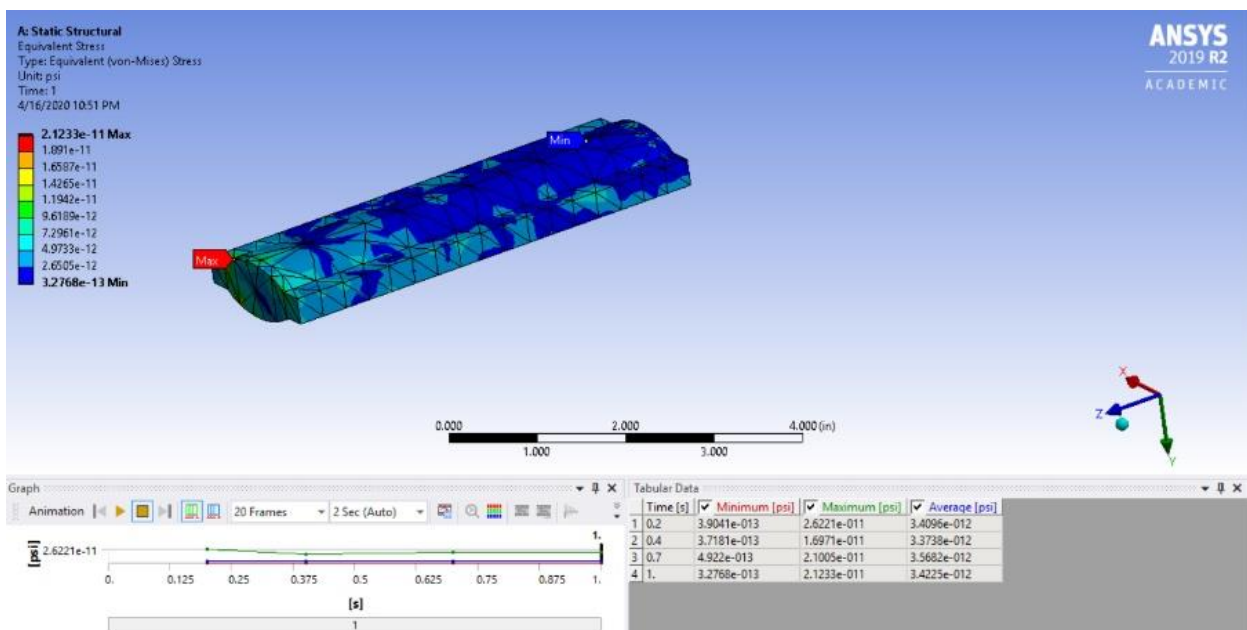 A: Static Structural
Equivalent Stress
Type: Equivalent (von-Mises) Stress
Unit: psi
Time: 1
4/16/2020 10:51 PM
2.1233e-11 Max
1.891e-11
1.6587e-11
1.4265e-11
1.1942e-11
9.6189e-12
7.2961e-12
4.9733e-12
2.6505e-12
3.2768e-13 Min
ANSYS
2019 R2
ACADEMIC
Min
Max
0.000 2.000 4.000 (in)
1.000 3.000
X
Z
Y
Graph
Animation 20 Frames 2 Sec (Auto)
[psi]
2.6221e-11
1.
0. 0.125 0.25 0.375 0.5 0.625 0.75 0.875 1.
[s]
1
Tabular Data
Time [s] Minimum [psi] Maximum [psi] Average [psi]
1 0.2 3.9041e-013 2.6221e-011 3.4096e-012
2 0.4 3.7181e-013 1.6971e-011 3.3738e-012
3 0.7 4.922e-013 2.1005e-011 3.5682e-012
4 1. 3.2768e-013 2.1233e-011 3.4225e-012